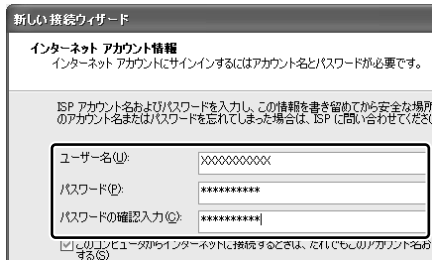 新しい接続ウィザード
インターネット アカウント情報
インターネット アカウントにサインインするにはアカウント名とパスワードが必要です。
ISP アカウント名およびパスワードを入力し、この情報を書き留めてから安全な場所
のアカウント名またはパスワードを忘れてしまった場合は、ISP に問い合わせてくださ
ユーザー名(U):
XXXXXXXXXX
パスワード(P):
**********
パスワードの確認入力(C):
**********
このコンピュータからインターネットに接続するときは、だれでもこのアカウント名お
する(S)